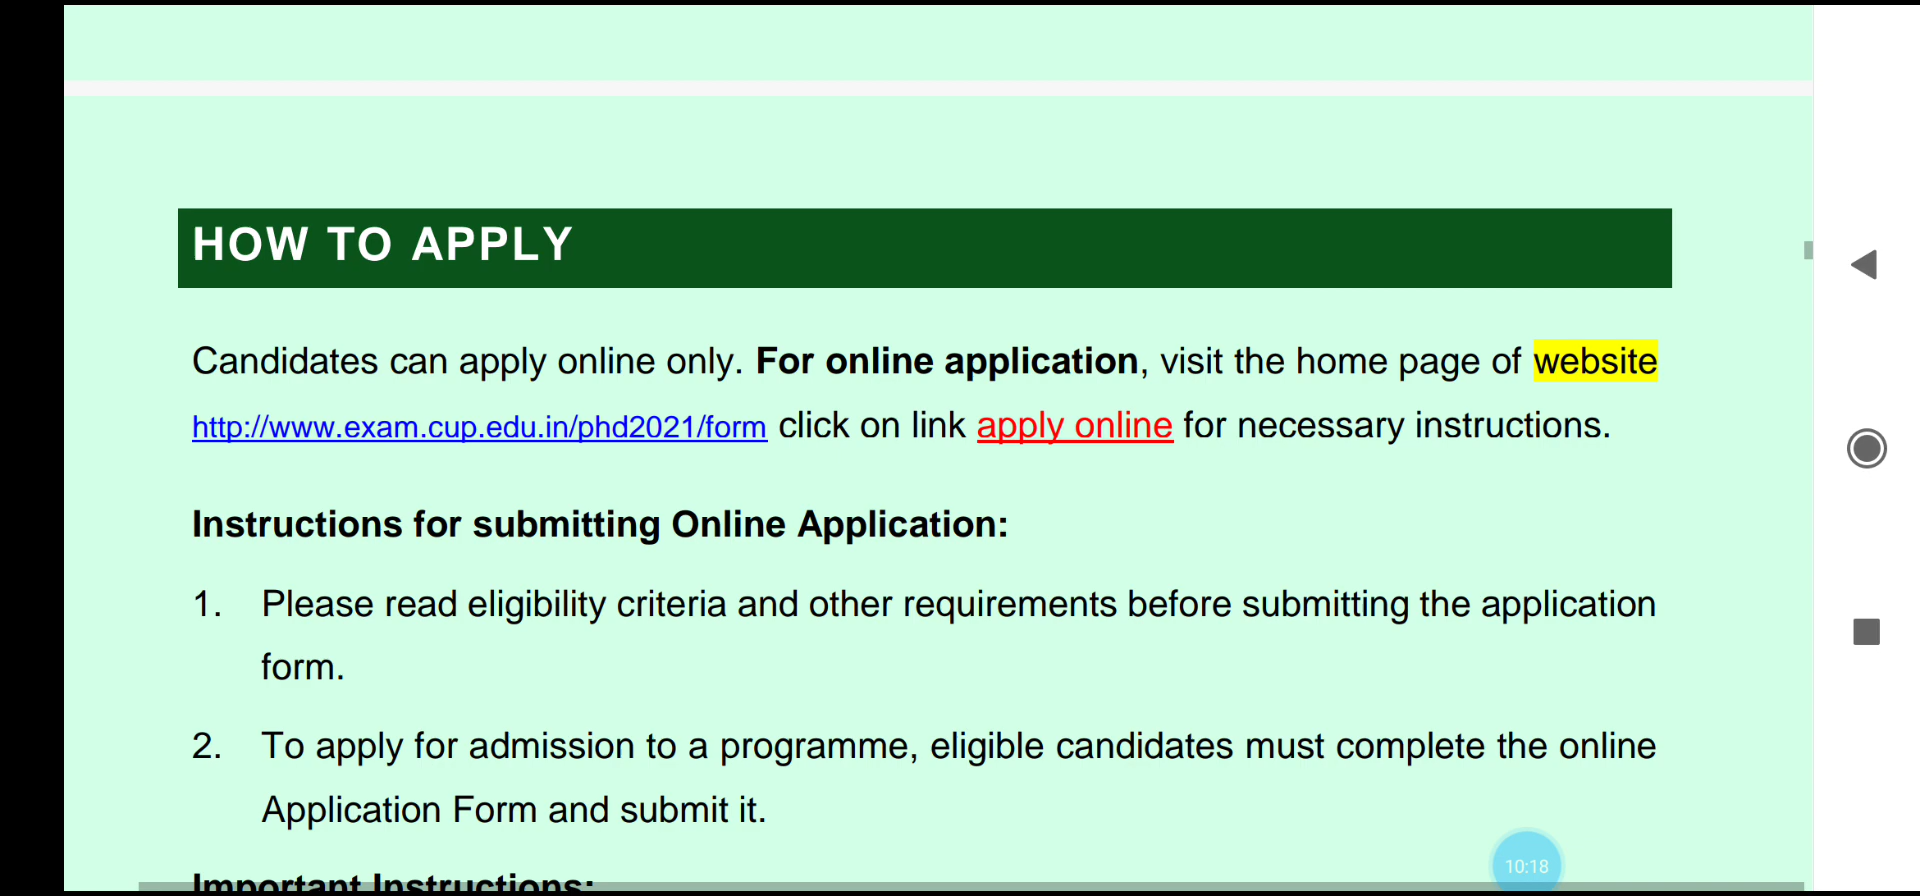 HOW TO APPLY
Candidates can apply online only. For online application, visit the home page of website
http://www.exam.cup.edu.in/phd2021/form click on link apply online for necessary instructions.
Instructions for submitting Online Application:
1. Please read eligibility criteria and other requirements before submitting the application
form.
2. To apply for admission to a programme, eligible candidates must complete the online
Application Form and submit it.
10:18
Important Instructions: